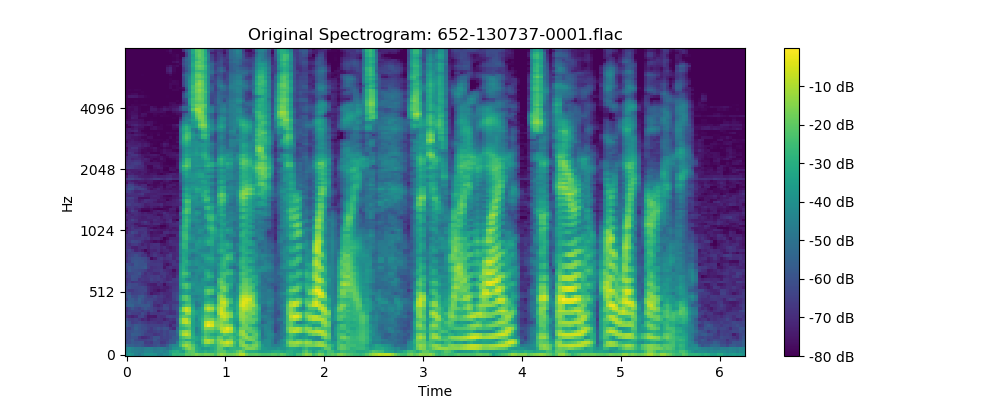 Original Spectrogram: 652-130737-0001.flac
Hz
4096
2048
1024
512
0
0 1 2 3 4 5 6
Time
-10 dB
-20 dB
-30 dB
-40 dB
-50 dB
-60 dB
-70 dB
-80 dB